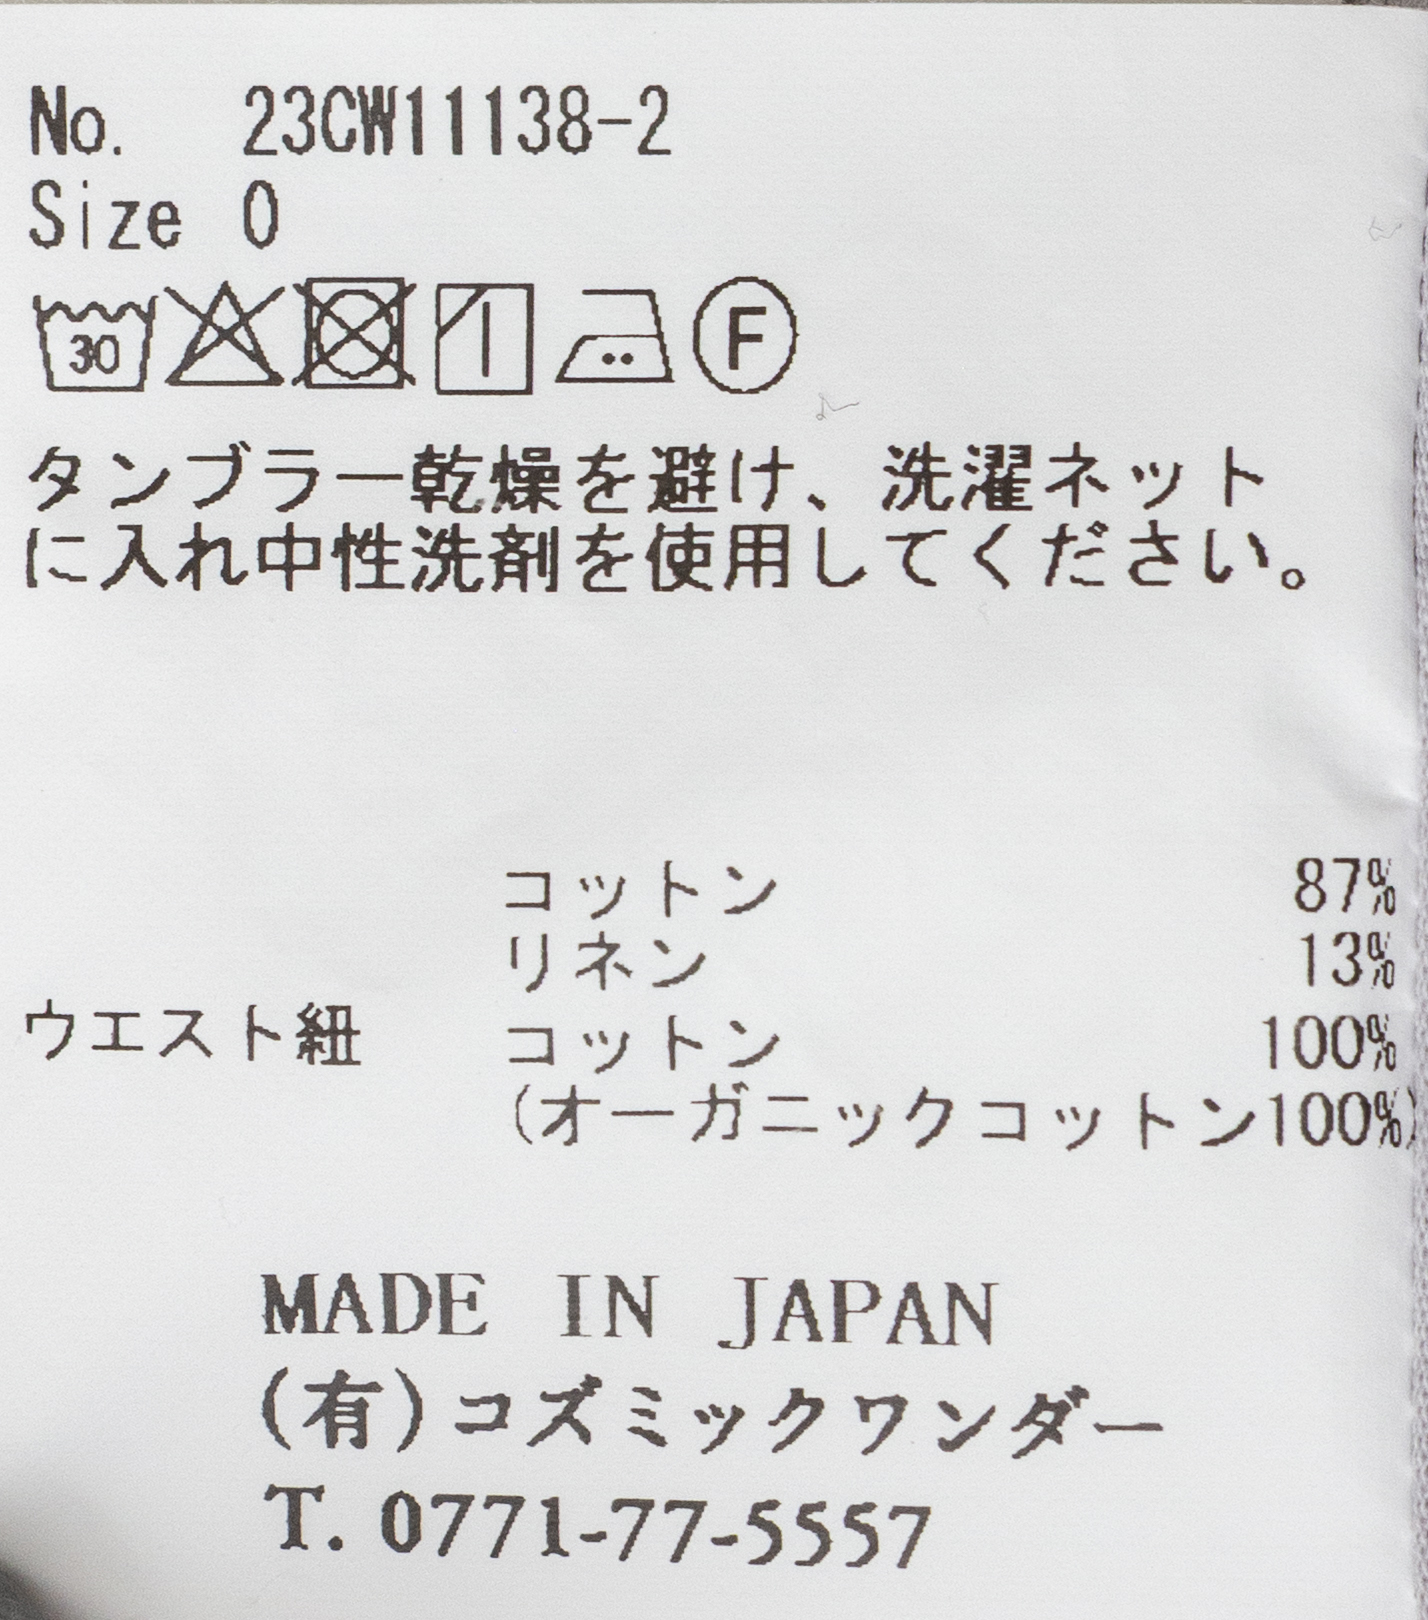 No. 23CW11138-2
Size 0
30 F
タンブラー乾燥を避け、洗濯ネット
に入れ中性洗剤を使用してください。
コットン 87%
リネン 13%
ウエスト紐 コットン 100%
(オーガニックコットン100%)
MADE IN JAPAN
(有)コズミックワンダー
T. 0771-77-5557